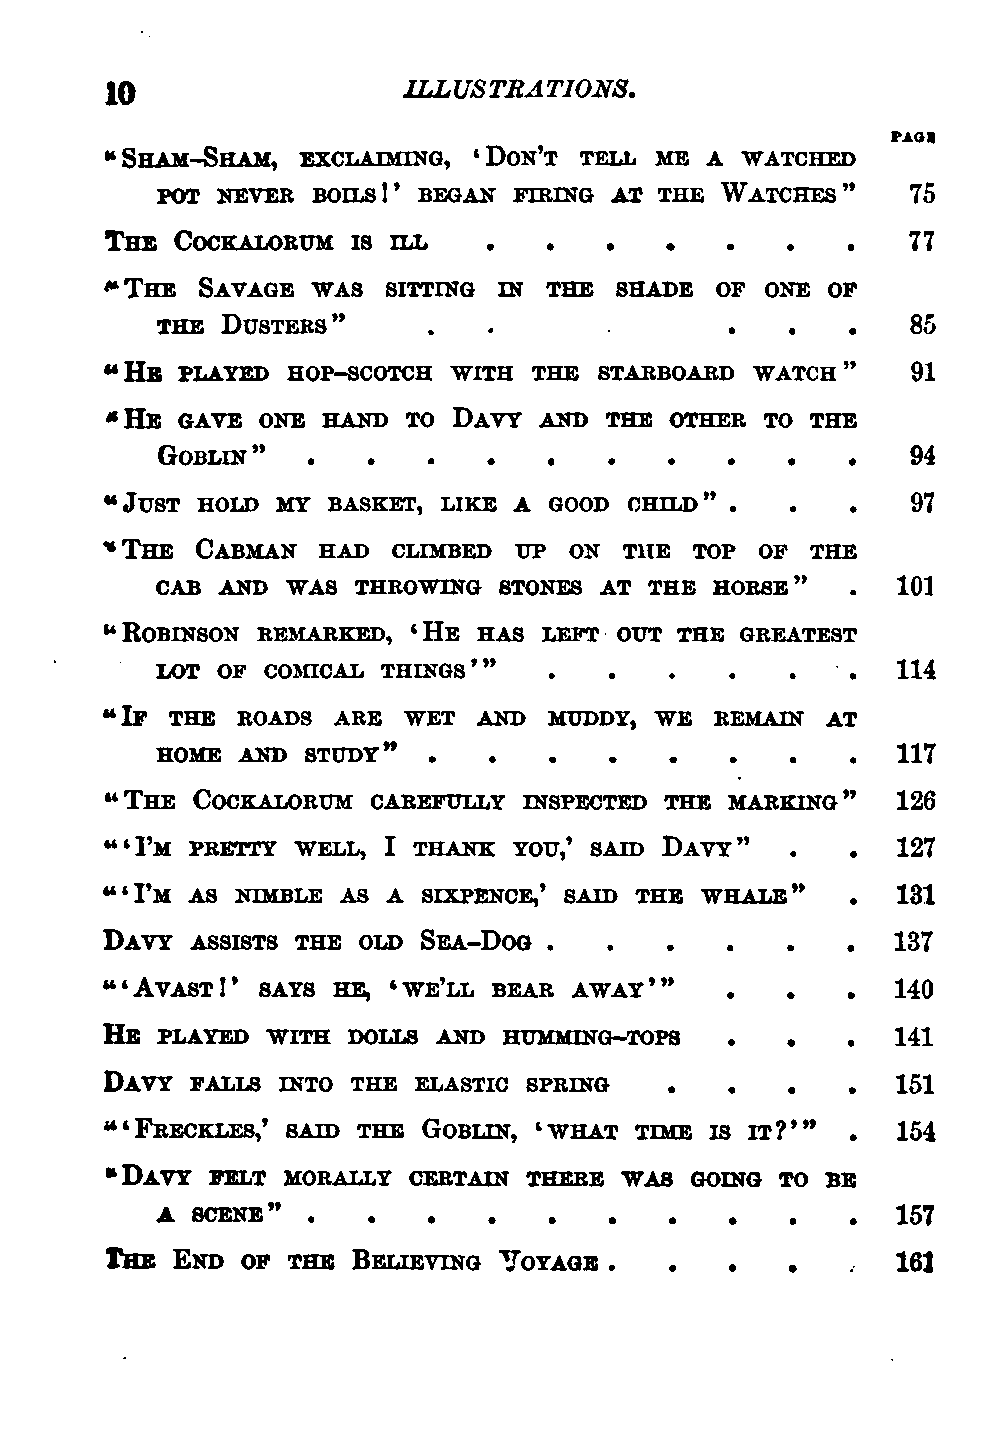 10 ILLUSTRATIONS.
PAGE
"Sham-Sham, exclaiming, 'Don't tell me a watched
pot never boils!' began firing at the Watches" 75
The Cockalorum is ill . . . . . . . 77
"The Savage was sitting in the shade of one of
the Dusters" . . . . . . 85
"He played hop-scotch with the starboard watch" 91
"He gave one hand to Davy and the other to the
Goblin" . . . . . . . . . . 94
"Just hold my basket, like a good child" . . . 97
"The Cabman had climbed up on the top of the
cab and was throwing stones at the horse" . 101
"Robinson remarked, 'He has left out the greatest
lot of comical things'" . . . . . . 114
"If the roads are wet and muddy, we remain at
home and study" . . . . . . . . 117
"The Cockalorum carefully inspected the marking" 126
"'I'm pretty well, I thank you,' said Davy" . . 127
"'I'm as nimble as a sixpence,' said the whale" . 131
Davy assists the old Sea-Dog . . . . . . 137
"'Avast!' says he, 'we'll bear away'" . . . 140
He played with dolls and humming-tops . . . 141
Davy falls into the elastic spring . . . . 151
"'Freckles,' said the Goblin, 'what time is it?'" . 154
"Davy felt morally certain there was going to be
a scene" . . . . . . . . . . 157
The End of the Believing Voyage . . . . . 161